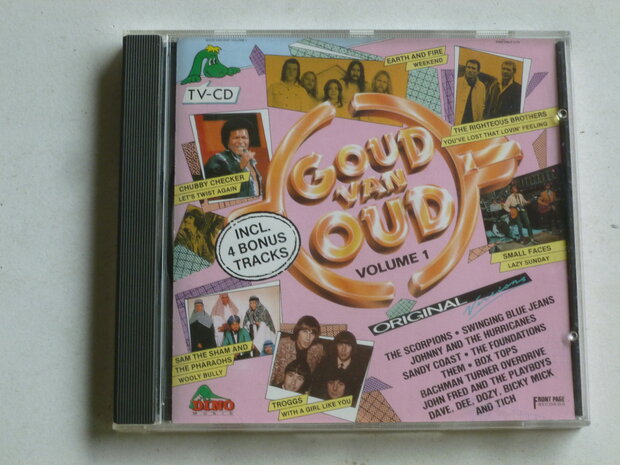 TV-CD
EARTH AND FIRE
WEEKEND
THE RIGHTEOUS BROTHERS
YOU'VE LOST THAT LOVIN' FEELING
CHUBBY CHECKER
LET'S TWIST AGAIN
GOUD
VAN
OUD
VOLUME 1
INCL.
4 BONUS
TRACKS
SMALL FACES
LAZY SUNDAY
ORIGINAL
Versions
SAM THE SHAM AND
THE PHARAOHS
WOOLY BULLY
TROGGS
WITH A GIRL LIKE YOU
THE SCORPIONS • SWINGING BLUE JEANS
JOHNNY AND THE HURRICANES
SANDY COAST • THE FOUNDATIONS
THEM • BOX TOPS
BACHMAN TURNER OVERDRIVE
JOHN FRED AND THE PLAYBOYS
DAVE. DEE, DOZY, BICKY MICK
AND TICH
DINO
MUSIC
FRONT PAGE
RECORDS